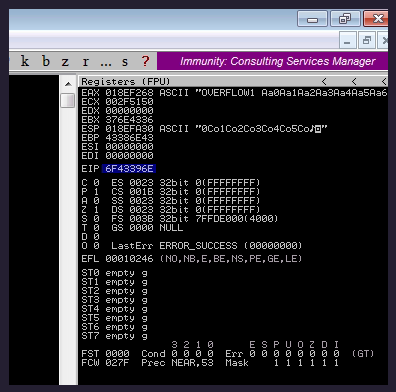 k b z r ... s ? Immunity: Consulting Services Manager
Registers (FPU) < < <
EAX 018EF268 ASCII "OVERFLOW1 Aa0Aa1Aa2Aa3Aa4Aa5Aa6
ECX 002F5150
EDX 00000000
EBX 376E4336
ESP 018EFA30 ASCII "0Co1Co2Co3Co4Co5Co
EBP 43386E43
ESI 00000000
EDI 00000000
EIP 6F43396E
C 0 ES 0023 32bit 0(FFFFFFFF)
P 1 CS 001B 32bit 0(FFFFFFFF)
A 0 SS 0023 32bit 0(FFFFFFFF)
Z 1 DS 0023 32bit 0(FFFFFFFF)
S 0 FS 003B 32bit 7FFDE000(4000)
T 0 GS 0000 NULL
D 0
O 0 LastErr ERROR_SUCCESS (00000000)
EFL 00010246 (NO,NB,E,BE,NS,PE,GE,LE)
ST0 empty g
ST1 empty g
ST2 empty g
ST3 empty g
ST4 empty g
ST5 empty g
ST6 empty g
ST7 empty g
3 2 1 0 E S P U O Z D I
FST 0000 Cond 0 0 0 0 Err 0 0 0 0 0 0 0 0 (GT)
FCW 027F Prec NEAR,53 Mask 1 1 1 1 1 1